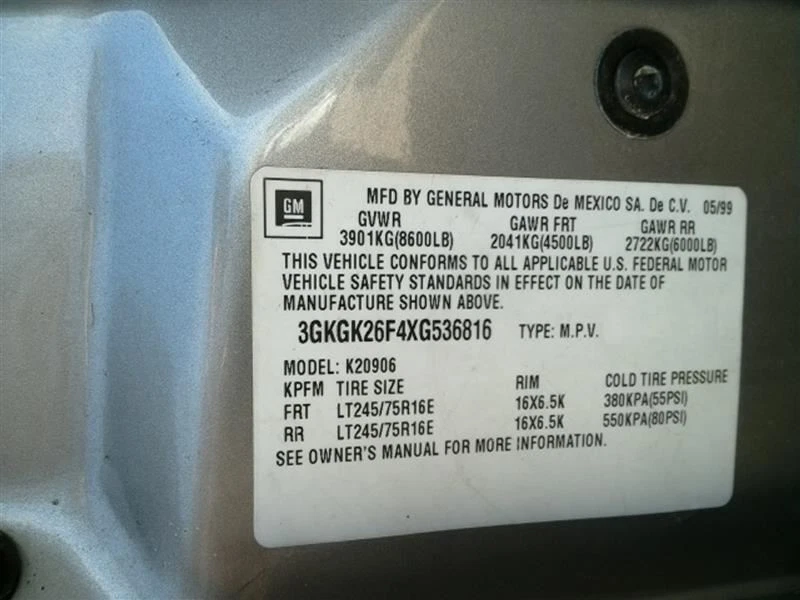 GM
MFD BY GENERAL MOTORS De MEXICO SA. De C.V. 05/99
GVWR GAWR FRT GAWR RR
3901KG(8600LB) 2041KG(4500LB) 2722KG(6000LB)
THIS VEHICLE CONFORMS TO ALL APPLICABLE U.S. FEDERAL MOTOR
VEHICLE SAFETY STANDARDS IN EFFECT ON THE DATE OF
MANUFACTURE SHOWN ABOVE.
3GKGK26F4XG536816 TYPE: M.P.V.
MODEL: K20906
KPFM TIRE SIZE RIM COLD TIRE PRESSURE
FRT LT245/75R16E 16X6.5K 380KPA(55PSI)
RR LT245/75R16E 16X6.5K 550KPA(80PSI)
SEE OWNER'S MANUAL FOR MORE INFORMATION.